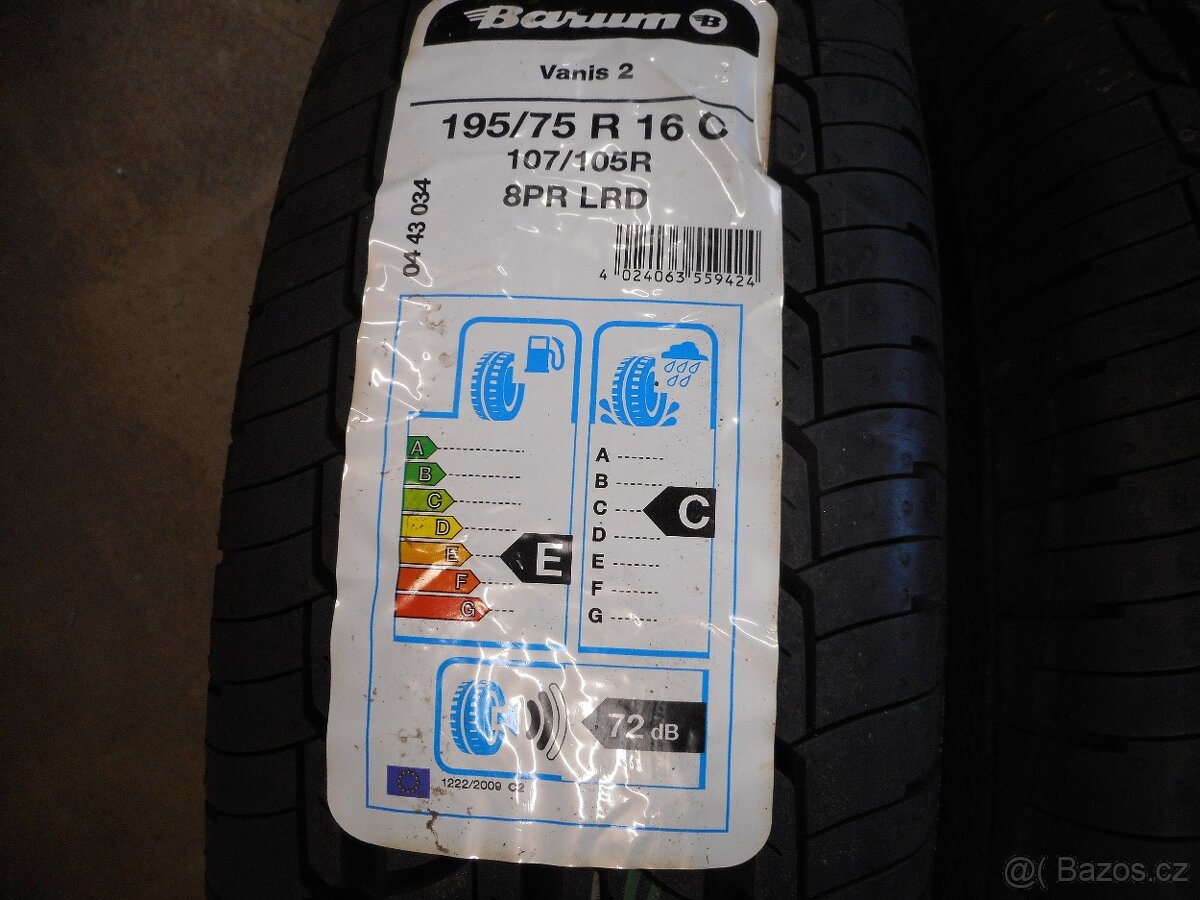 Barum B
Vanis 2
195/75 R 16 C
107/105R
8PR LRD
04 43 034
4 024063 559424
A
B
C
D
E
F
G
E
A
B
C
D
E
F
G
C
72 dB
1222/2009 C2
@( Bazos.cz